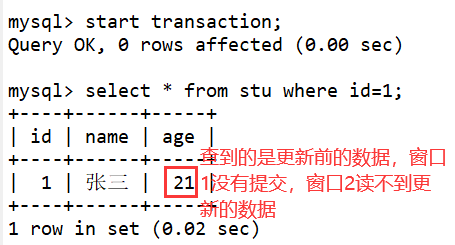 mysql> start transaction;
Query OK, 0 rows affected (0.00 sec)
mysql> select * from stu where id=1;
+----+------+-----+
| id | name | age |
+----+------+-----+
| 1 | 张三 | 21
查到的是更新前的数据，窗口
1没有提交，窗口2读不到更
新的数据
+----+------+-----+
1 row in set (0.02 sec)